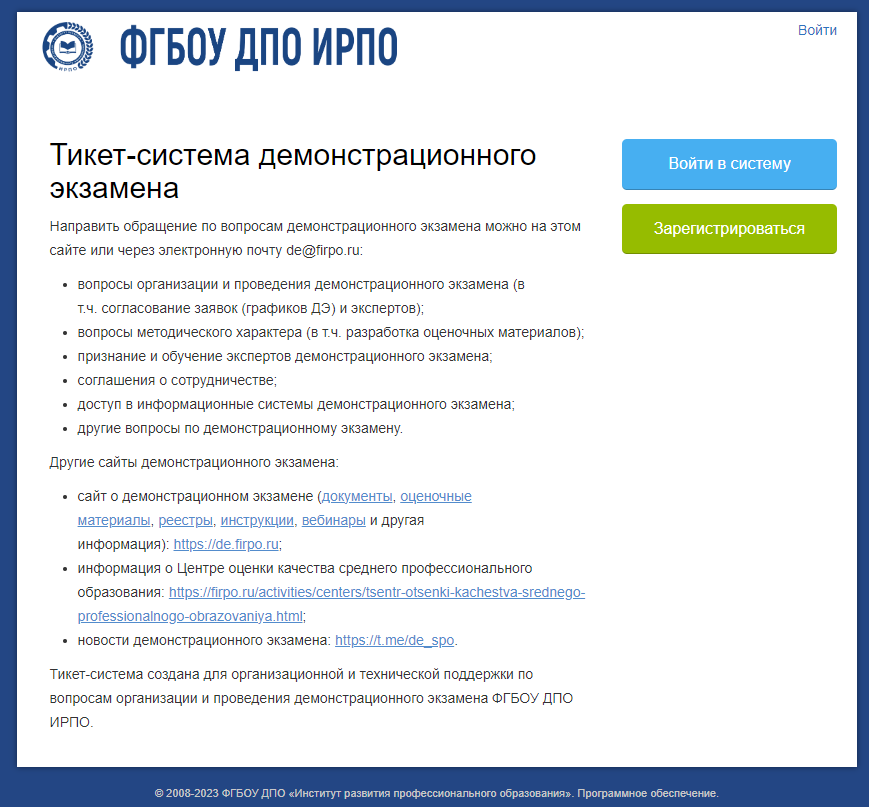 ИРПО
ФГБОУ ДПО ИРПО
Войти
Тикет-система демонстрационного
экзамена
Войти в систему
Зарегистрироваться
Направить обращение по вопросам демонстрационного экзамена можно на этом
сайте или через электронную почту de@firpo.ru:
• вопросы организации и проведения демонстрационного экзамена (в
т.ч. согласование заявок (графиков ДЭ) и экспертов);
• вопросы методического характера (в т.ч. разработка оценочных материалов);
• признание и обучение экспертов демонстрационного экзамена;
• соглашения о сотрудничестве;
• доступ в информационные системы демонстрационного экзамена;
• другие вопросы по демонстрационному экзамену.
Другие сайты демонстрационного экзамена:
• сайт о демонстрационном экзамене (документы, оценочные
материалы, реестры, инструкции, вебинары и другая
информация): https://de.firpo.ru;
• информация о Центре оценки качества среднего профессионального
образования: https://firpo.ru/activities/centers/tsentr-otsenki-kachestva-srednego-
professionalnogo-obrazovaniya.html;
• новости демонстрационного экзамена: https://t.me/de_spo.
Тикет-система создана для организационной и технической поддержки по
вопросам организации и проведения демонстрационного экзамена ФГБОУ ДПО
ИРПО.
© 2008-2023 ФГБОУ ДПО «Институт развития профессионального образования». Программное обеспечение.